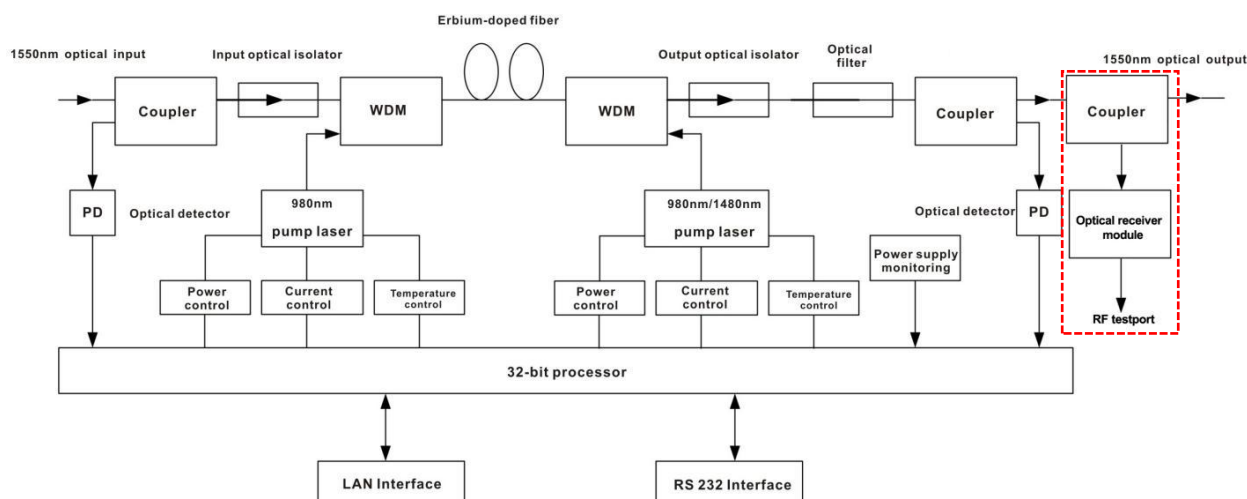 Erbium-doped fiber
1550nm optical input
Input optical isolator
Output optical isolator
Optical
filter
1550nm optical output
Coupler
WDM
WDM
Coupler
Coupler
PD
Optical detector
980nm
pump laser
980nm/1480nm
pump laser
Optical detector
PD
Optical receiver
module
Power supply
monitoring
Power
control
Current
control
Temperature
control
Power
control
Current
control
Temperature
control
RF testport
32-bit processor
LAN Interface
RS 232 Interface